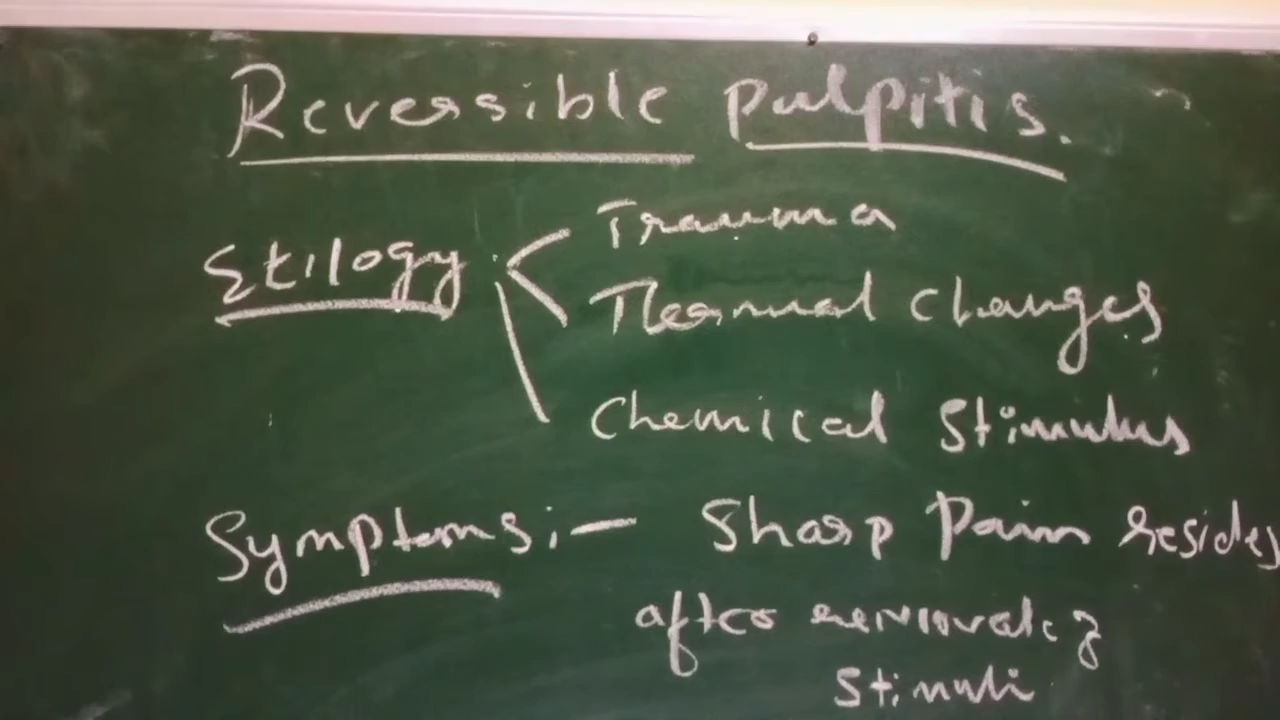 Reversible pulpitis.
Etilogy :
Trauma
Thermal changes
Chemical Stimulus
Symptoms :- Sharp Pain resides
after removal of
Stimuli